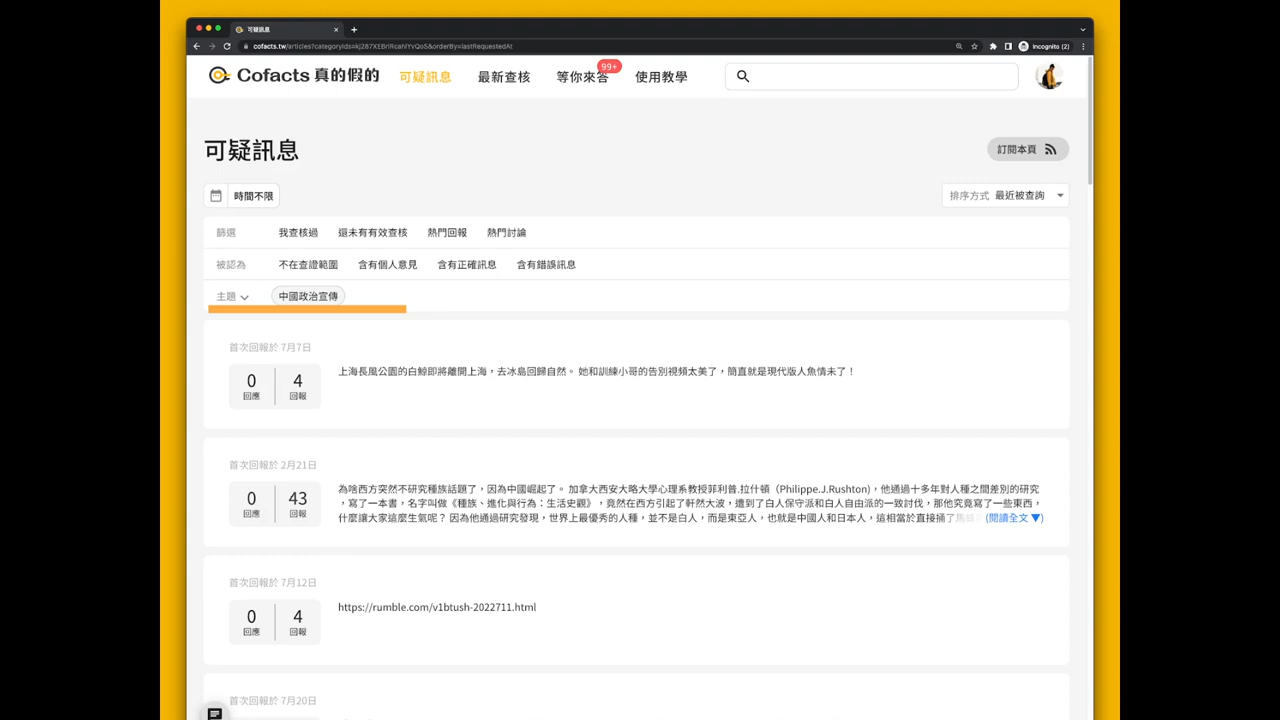 可疑訊息
cofacts.tw/articles?categoryIds=kj287XEBrIRcahlYvQoS&orderBy=lastRequestedAt
Incognito (2)
Cofacts 真的假的
可疑訊息
最新查核
等你來答
99+
使用教學
可疑訊息
訂閱本頁
時間不限
排序方式 最近被查詢
篩選 我查核過 還未有有效查核 熱門回報 熱門討論
被認為 不在查證範圍 含有個人意見 含有正確訊息 含有錯誤訊息
主題 中國政治宣傳
首次回報於 7月7日
0 4
回應 回報
上海長風公園的白鯨即將離開上海，去冰島回歸自然。 她和訓練小哥的告別視頻太美了，簡直就是現代版人魚情未了！
首次回報於 2月21日
0 43
回應 回報
為啥西方突然不研究種族話題了，因為中國崛起了。 加拿大西安大略大學心理系教授菲利普.拉什頓（Philippe.J.Rushton)，他通過十多年對人種之間差別的研究
，寫了一本書，名字叫做《種族、進化與行為：生活史觀》，竟然在西方引起了軒然大波，遭到了白人保守派和白人自由派的一致討伐，那他究竟寫了一些東西，
什麼讓大家這麼生氣呢？ 因為他通過研究發現，世界上最優秀的人種，並不是白人，而是東亞人，也就是中國人和日本人，這相當於直接捅了 (閱讀全文 ▼)
首次回報於 7月12日
0 4
回應 回報
https://rumble.com/v1btush-2022711.html
首次回報於 7月20日